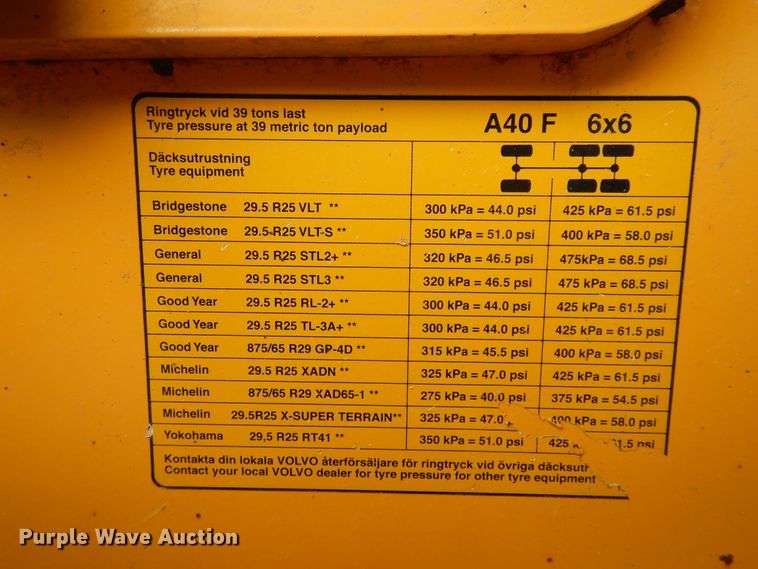 Ringtryck vid 39 tons last
Tyre pressure at 39 metric ton payload
A40 F 6x6
Däcksutrustning
Tyre equipment
Bridgestone 29.5 R25 VLT ** 300 kPa = 44.0 psi 425 kPa = 61.5 psi
Bridgestone 29.5 R25 VLT-S ** 350 kPa = 51.0 psi 400 kPa = 58.0 psi
General 29.5 R25 STL2+ ** 320 kPa = 46.5 psi 475kPa = 68.5 psi
General 29.5 R25 STL3 ** 320 kPa = 46.5 psi 475 kPa = 68.5 psi
Good Year 29.5 R25 RL-2+ ** 300 kPa = 44.0 psi 425 kPa = 61.5 psi
Good Year 29.5 R25 TL-3A+ ** 300 kPa = 44.0 psi 425 kPa = 61.5 psi
Good Year 875/65 R29 GP-4D ** 315 kPa = 45.5 psi 400 kPa = 58.0 psi
Michelin 29.5 R25 XADN ** 325 kPa = 47.0 psi 425 kPa = 61.5 psi
Michelin 875/65 R29 XAD65-1 ** 275 kPa = 40.0 psi 375 kPa = 54.5 psi
Michelin 29.5R25 X-SUPER TERRAIN** 325 kPa = 47.0 psi 400 kPa = 58.0 psi
Yokohama 29,5 R25 RT41 ** 350 kPa = 51.0 psi 425 psi
Kontakta din lokala VOLVO återförsäljare för ringtryck vid övriga
Contact your local VOLVO dealer for tyre pressure for other tyre equipment
Purple Wave Auction